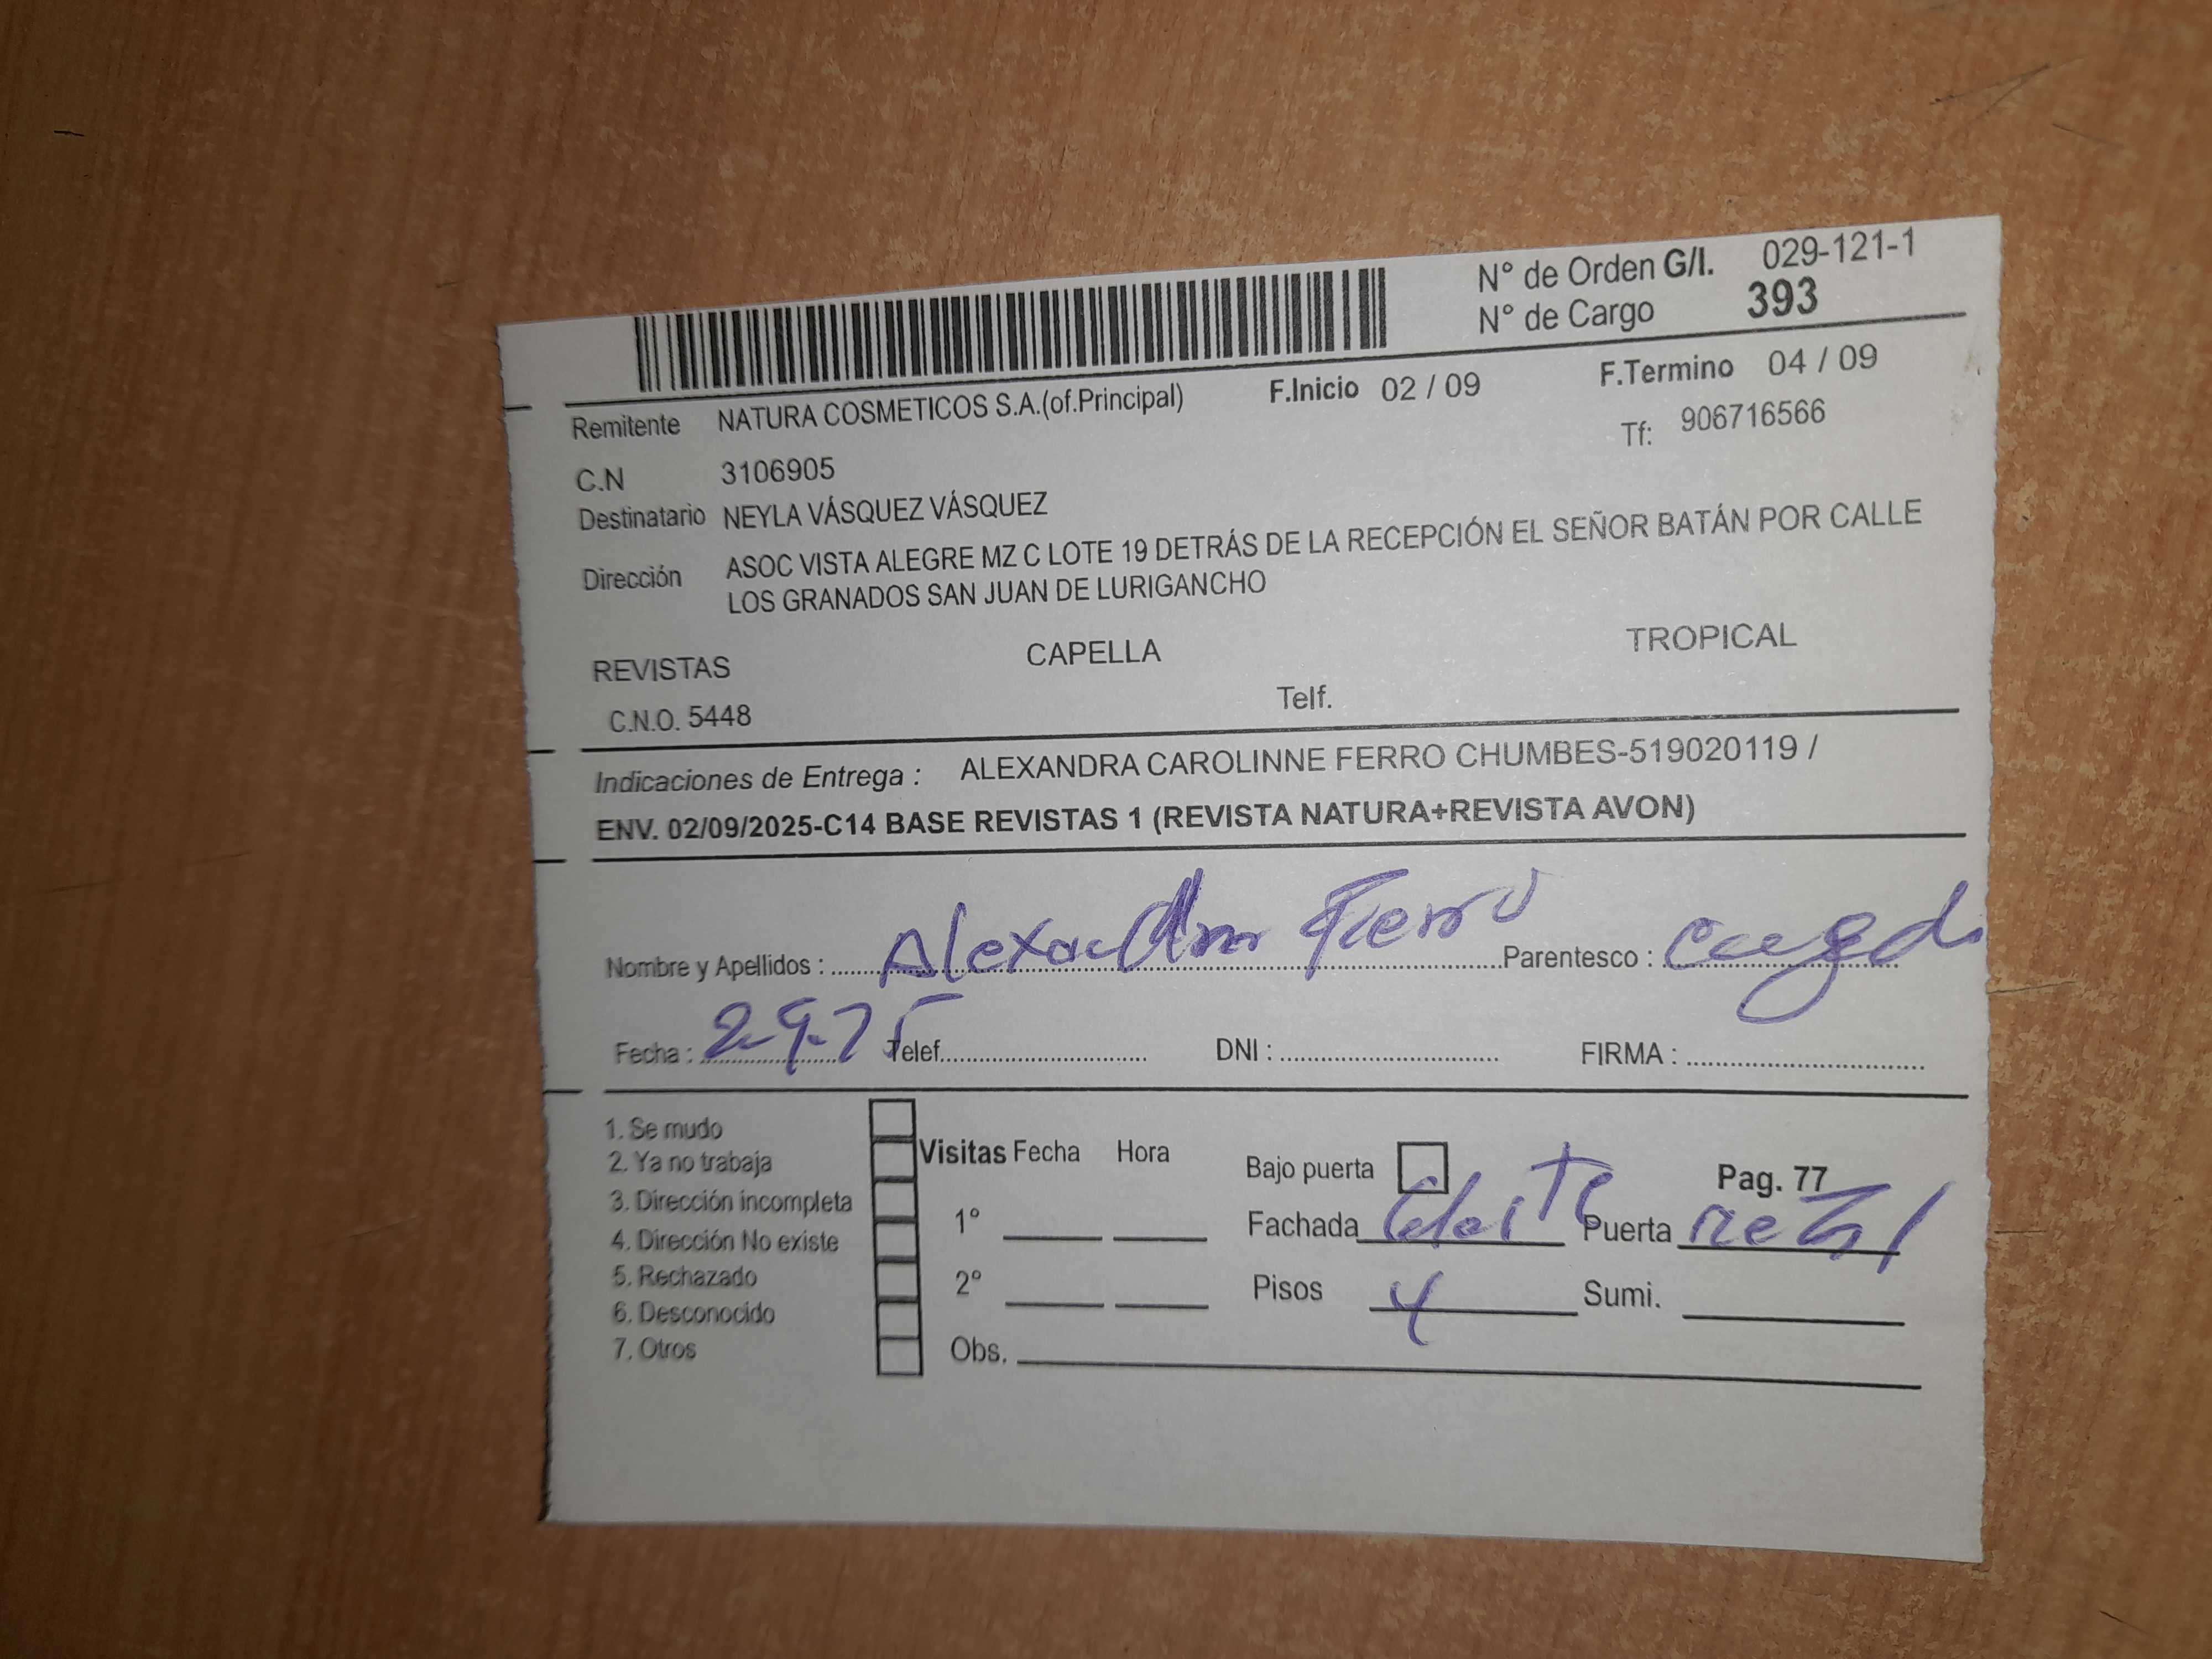 N° de Orden G/I. 029-121-1
N° de Cargo 393
Remitente NATURA COSMETICOS S.A.(of.Principal) F.Inicio 02 / 09 F.Termino 04 / 09
Tf: 906716566
C.N 3106905
Destinatario NEYLA VÁSQUEZ VÁSQUEZ
Dirección ASOC VISTA ALEGRE MZ C LOTE 19 DETRÁS DE LA RECEPCIÓN EL SEÑOR BATÁN POR CALLE
LOS GRANADOS SAN JUAN DE LURIGANCHO
REVISTAS CAPELLA TROPICAL
C.N.O. 5448 Telf.
Indicaciones de Entrega : ALEXANDRA CAROLINNE FERRO CHUMBES-519020119 /
ENV. 02/09/2025-C14 BASE REVISTAS 1 (REVISTA NATURA+REVISTA AVON)
Nombre y Apellidos : Alexandra Ferro Parentesco :
Fecha : 2-9-25 Telef. DNI : FIRMA :
1. Se mudo
2. Ya no trabaja
3. Dirección incompleta
4. Dirección No existe
5. Rechazado
6. Desconocido
7. Otros
Visitas Fecha Hora
1°
2°
Obs.
Bajo puerta Pag. 77
Fachada Celeste Puerta Metal
Pisos 4 Sumi.